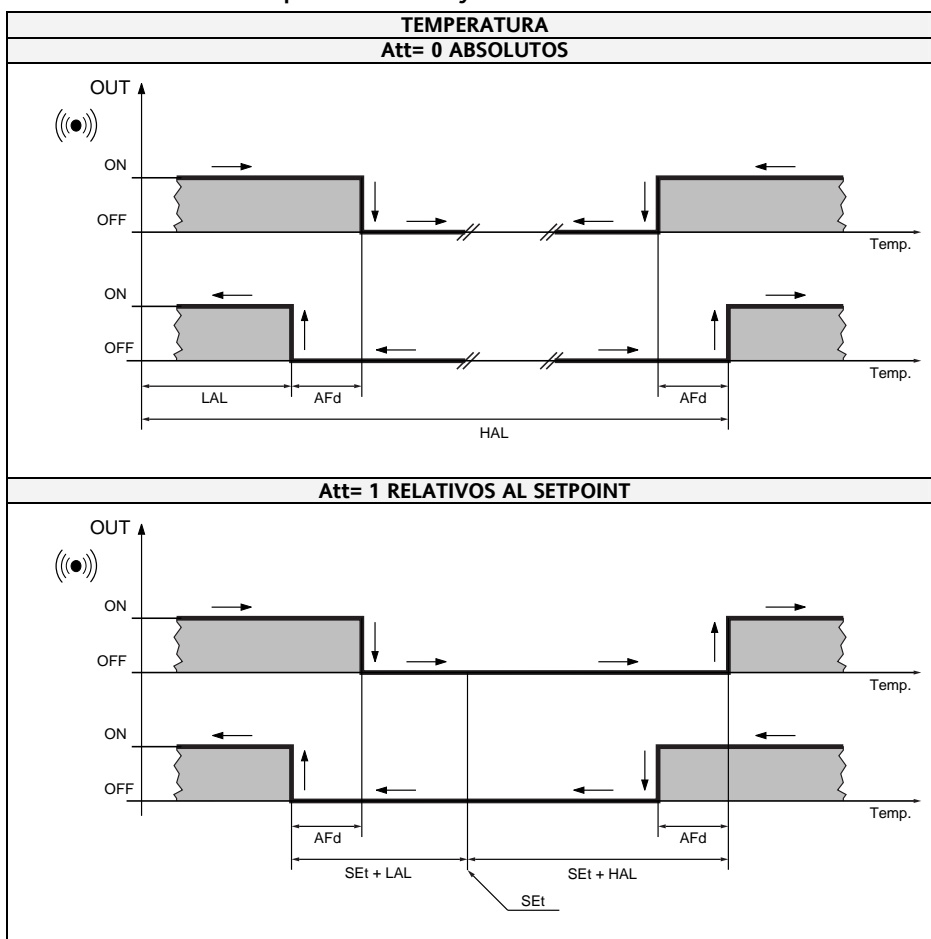 TEMPERATURA
Att= 0 ABSOLUTOS
OUT
ON
OFF
Temp.
ON
OFF
Temp.
LAL
AFd
AFd
HAL
Att= 1 RELATIVOS AL SETPOINT
OUT
ON
OFF
Temp.
ON
OFF
Temp.
AFd
AFd
SEt + LAL
SEt + HAL
SEt